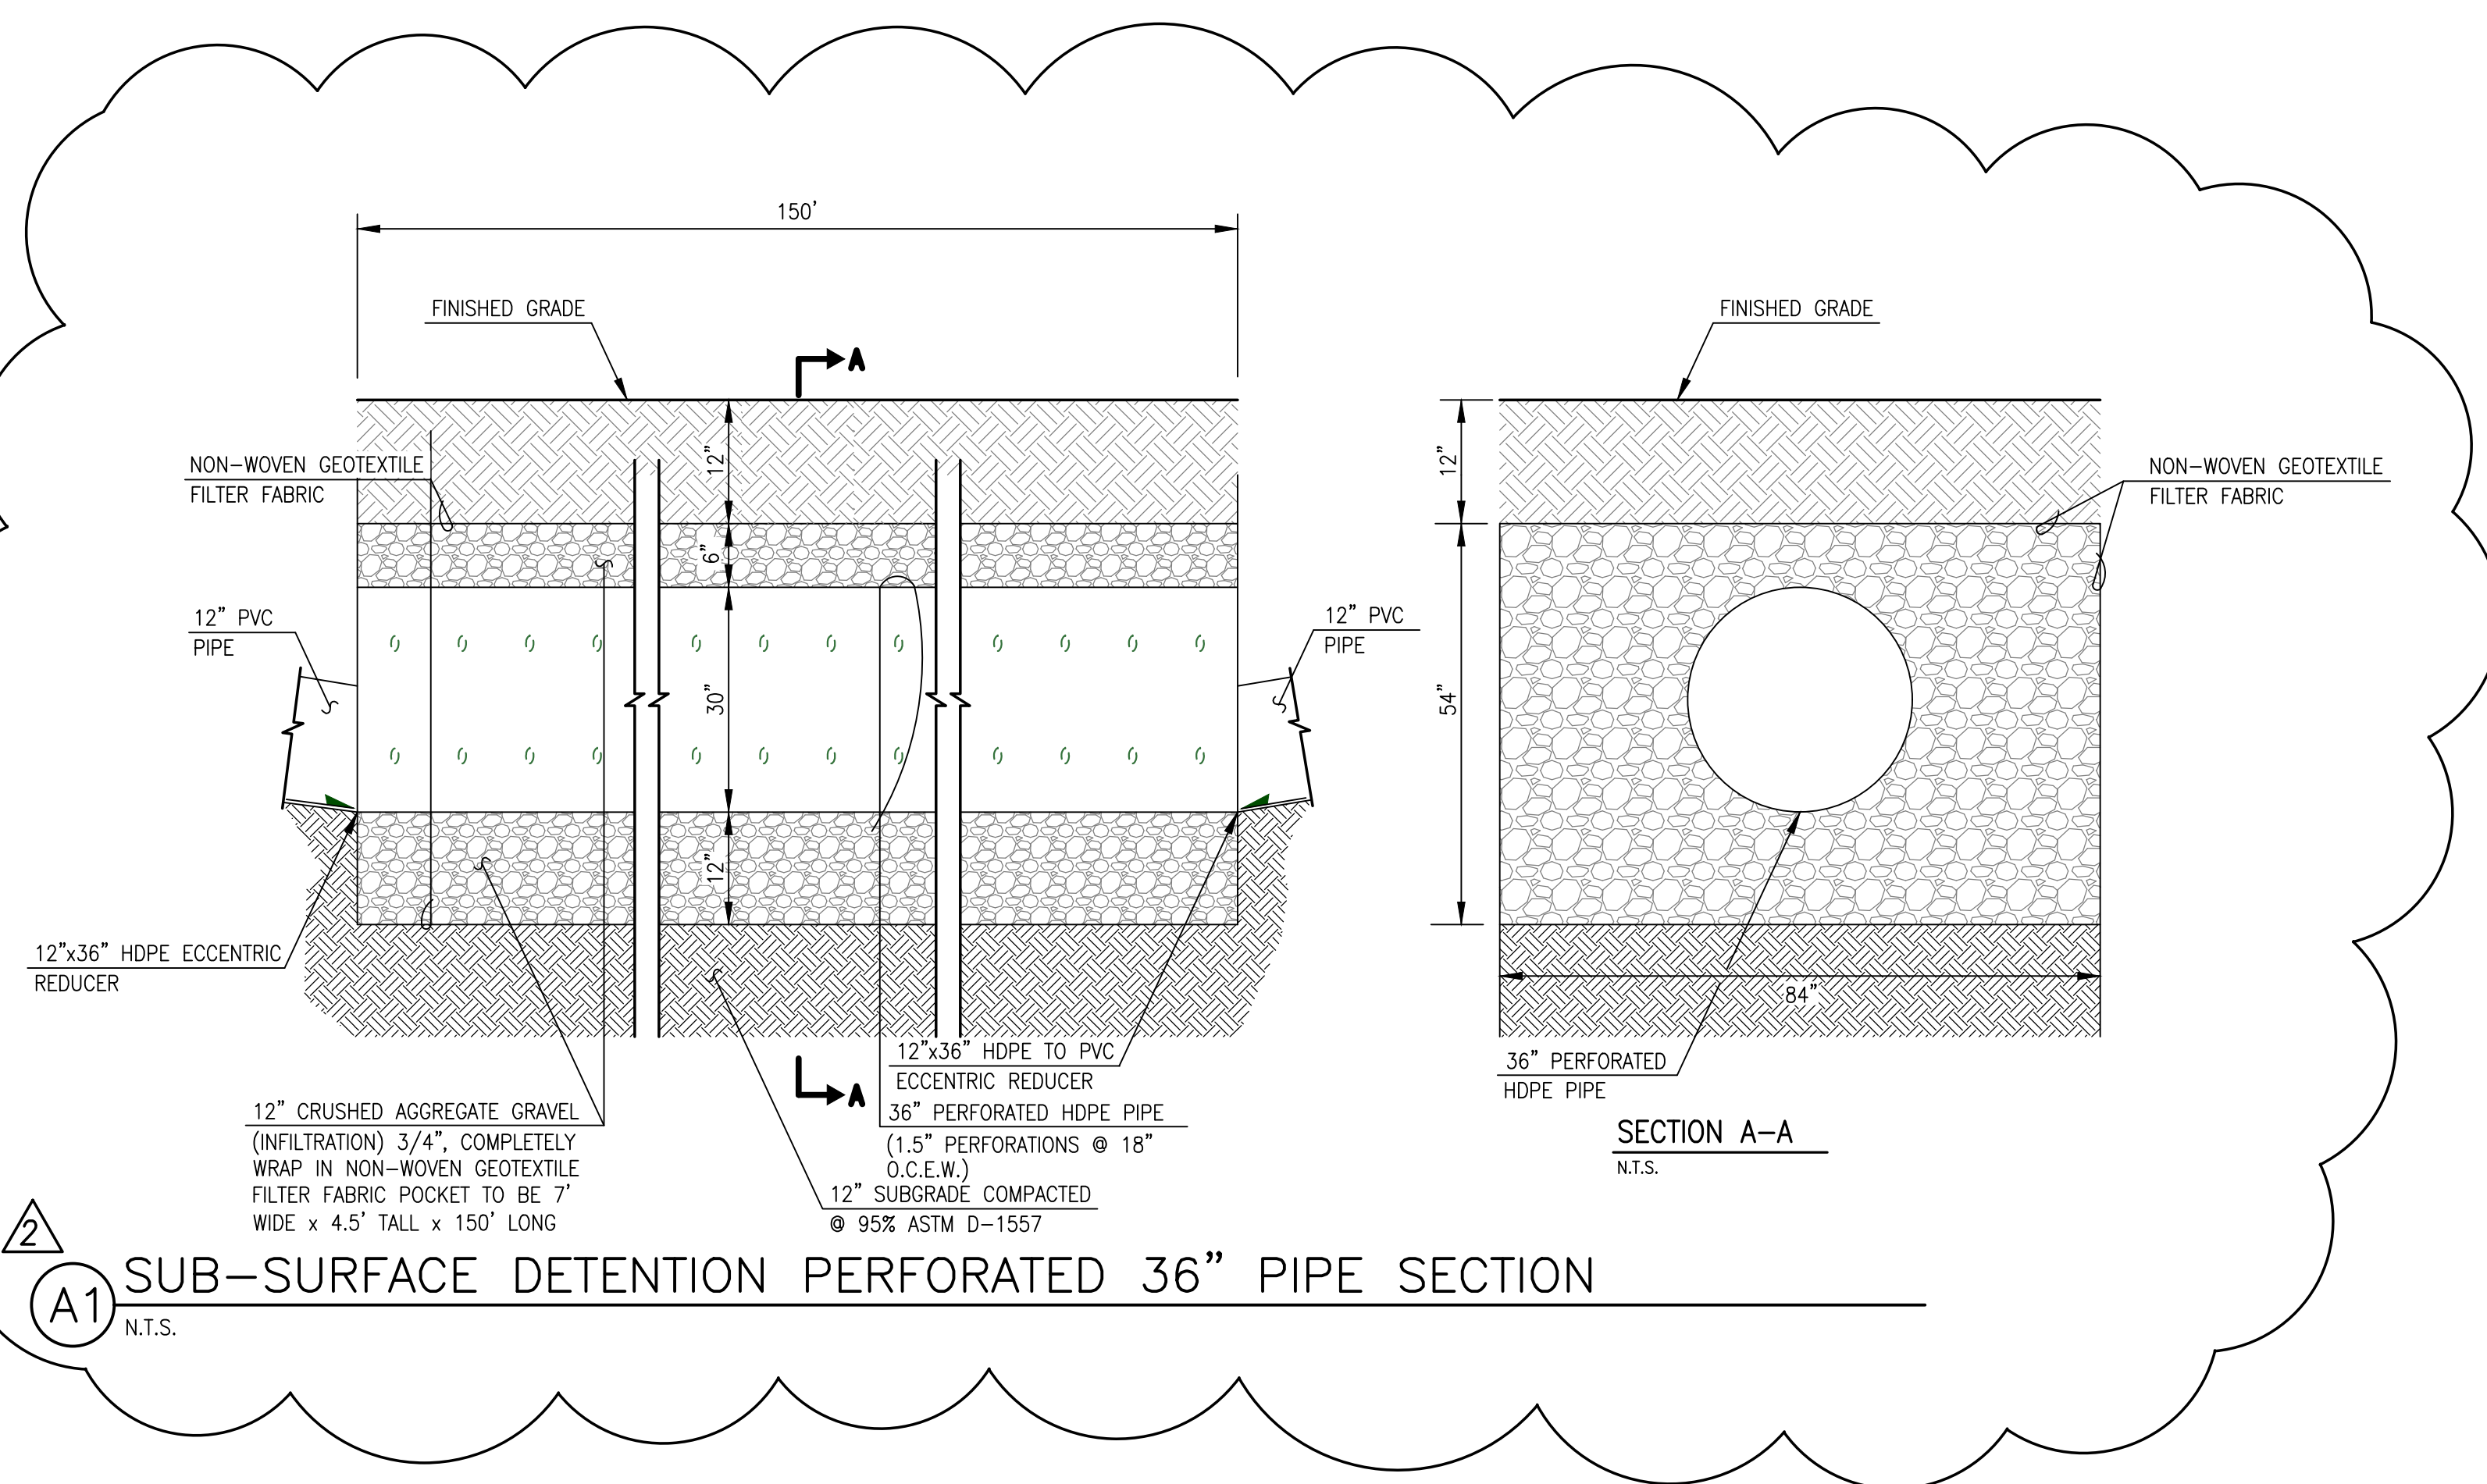 150'
FINISHED GRADE
FINISHED GRADE
A
12"
12"
NON-WOVEN GEOTEXTILE
FILTER FABRIC
NON-WOVEN GEOTEXTILE
FILTER FABRIC
6"
12" PVC
PIPE
12" PVC
PIPE
30"
54"
12"
12"x36" HDPE ECCENTRIC
REDUCER
84"
12"x36" HDPE TO PVC
ECCENTRIC REDUCER
36" PERFORATED
HDPE PIPE
A
12" CRUSHED AGGREGATE GRAVEL
(INFILTRATION) 3/4", COMPLETELY
WRAP IN NON-WOVEN GEOTEXTILE
FILTER FABRIC POCKET TO BE 7'
WIDE x 4.5' TALL x 150' LONG
36" PERFORATED HDPE PIPE
(1.5" PERFORATIONS @ 18"
O.C.E.W.)
12" SUBGRADE COMPACTED
@ 95% ASTM D-1557
SECTION A-A
N.T.S.
2
A1
SUB-SURFACE DETENTION PERFORATED 36" PIPE SECTION
N.T.S.